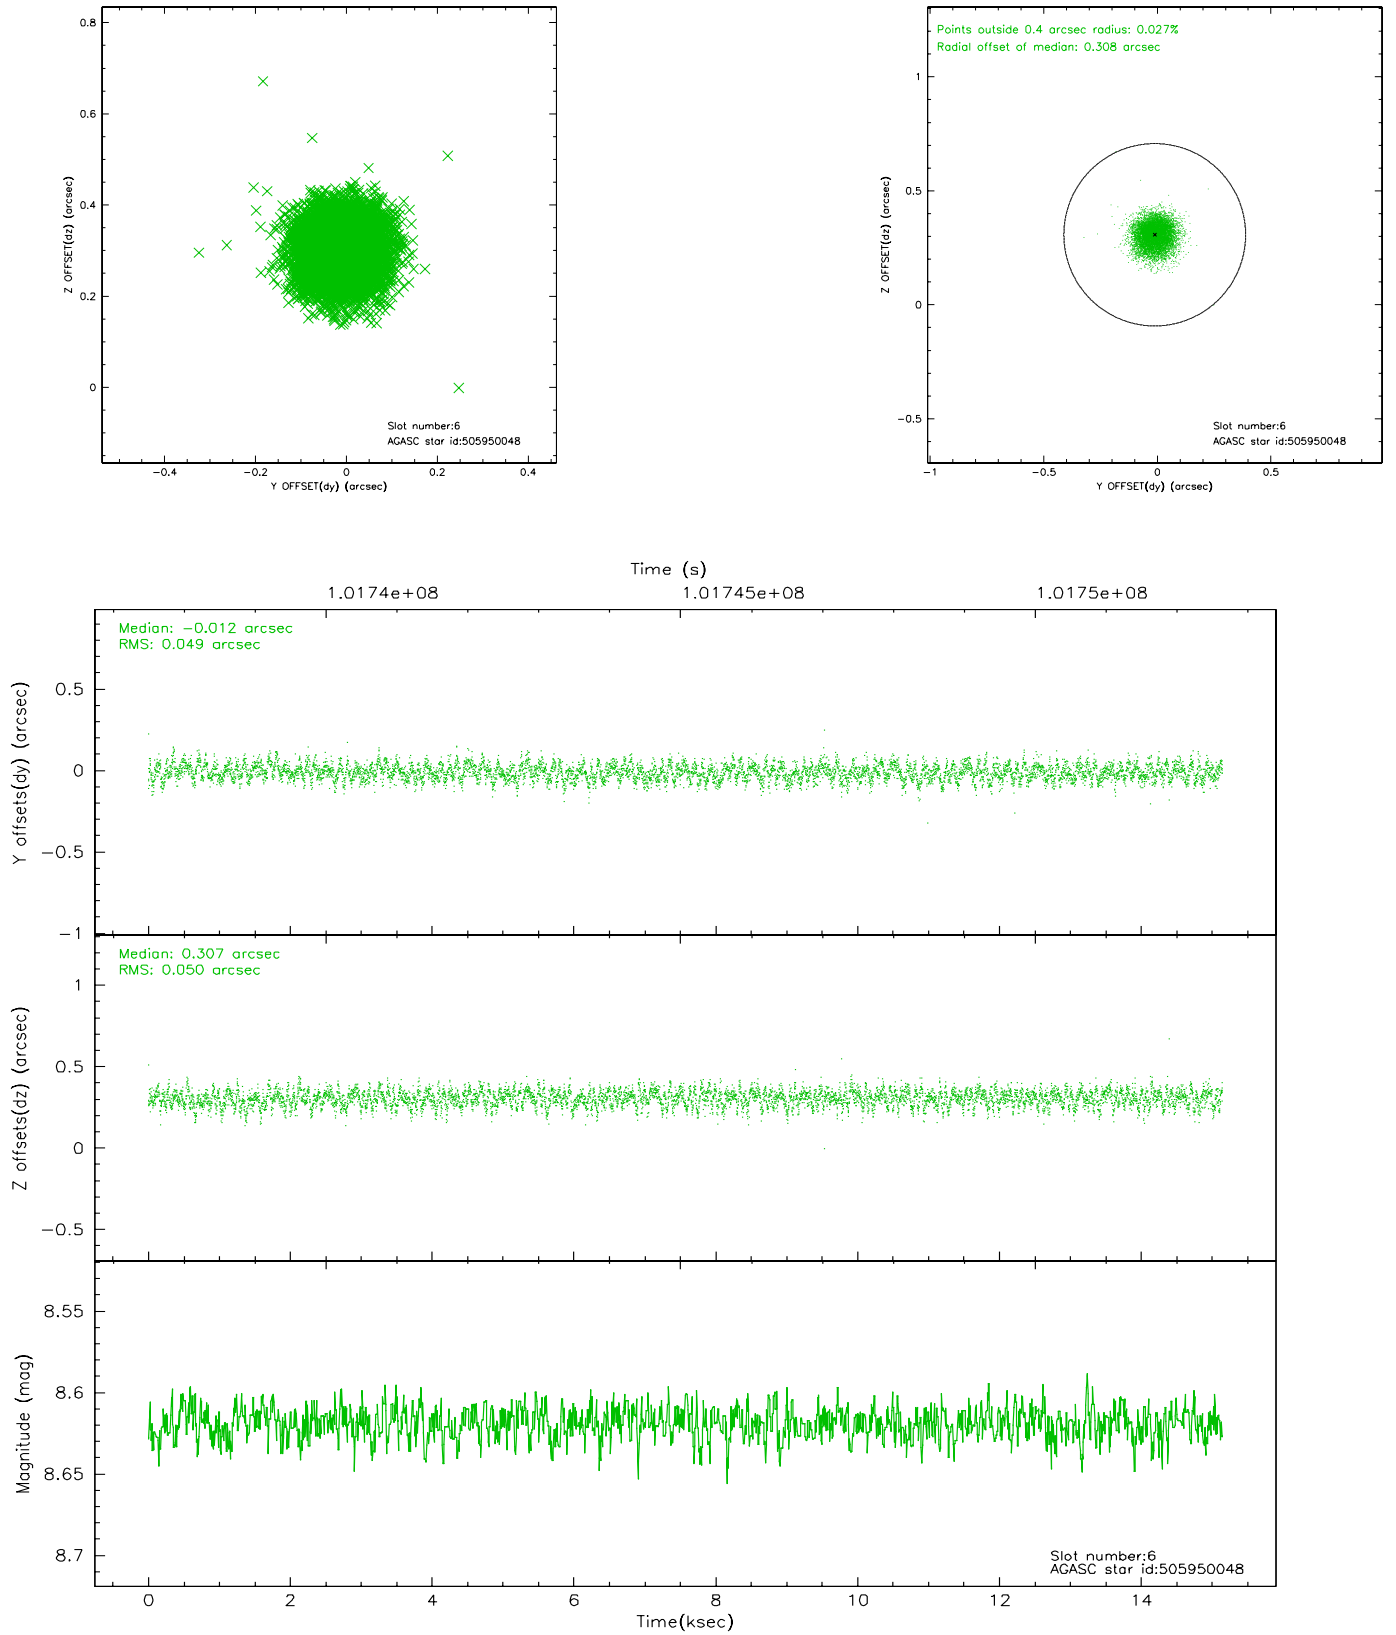 0.8
0.6
0.4
0.2
0
Z OFFSET(dz) (arcsec)
Slot number:6
AGASC star id:505950048
−0.4 −0.2 0 0.2 0.4
Y OFFSET(dy) (arcsec)
Points outside 0.4 arcsec radius: 0.027%
Radial offset of median: 0.308 arcsec
1
0.5
0
−0.5
Z OFFSET(dz) (arcsec)
Slot number:6
AGASC star id:505950048
−1 −0.5 0 0.5
Y OFFSET(dy) (arcsec)
Time (s)
1.0174e+08 1.01745e+08 1.0175e+08
Median: −0.012 arcsec
RMS: 0.049 arcsec
0.5
0
−0.5
−1
Y offsets(dy) (arcsec)
Median: 0.307 arcsec
RMS: 0.050 arcsec
1
0.5
0
−0.5
Z offsets(dz) (arcsec)
8.55
8.6
8.65
8.7
Magnitude (mag)
Slot number:6
AGASC star id:505950048
0 2 4 6 8 10 12 14
Time(ksec)